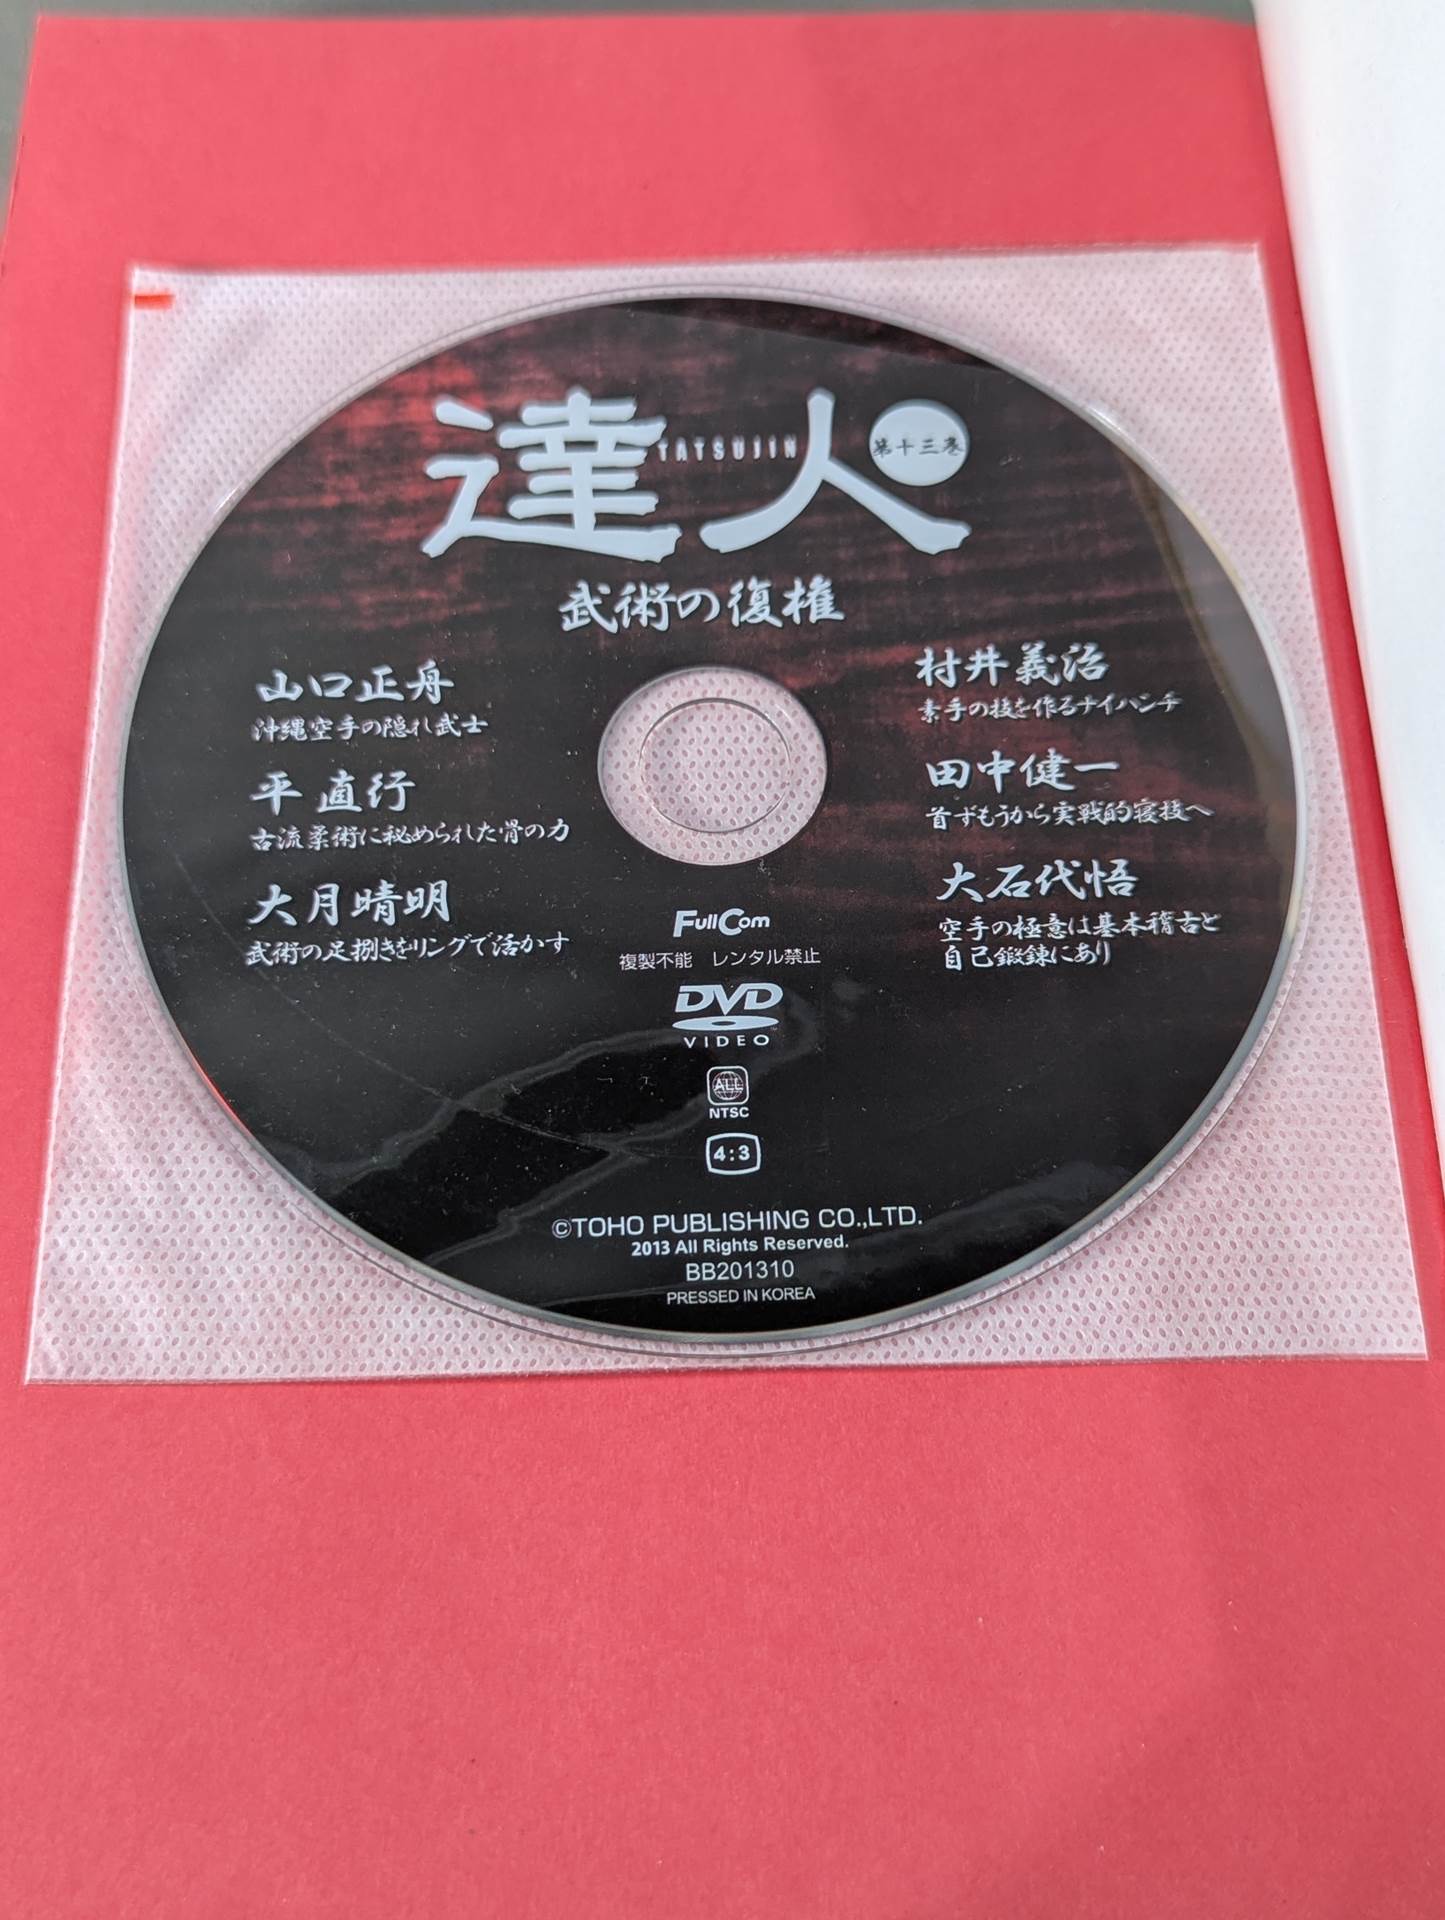 達人
TATSUJIN
第十三巻
武術の復権
山口正舟
沖縄空手の隠れ武士
平直行
古流柔術に秘められた骨の力
大月晴明
武術の足捌きをリングで活かす
村井義治
素手の技を作るナイハンチ
田中健一
首ずもうから実戦的寝技へ
大石代悟
空手の極意は基本稽古と
自己鍛錬にあり
FullCom
複製不能 レンタル禁止
DVD
VIDEO
ALL
NTSC
4:3
©TOHO PUBLISHING CO.,LTD.
2013 All Rights Reserved.
BB201310
PRESSED IN KOREA